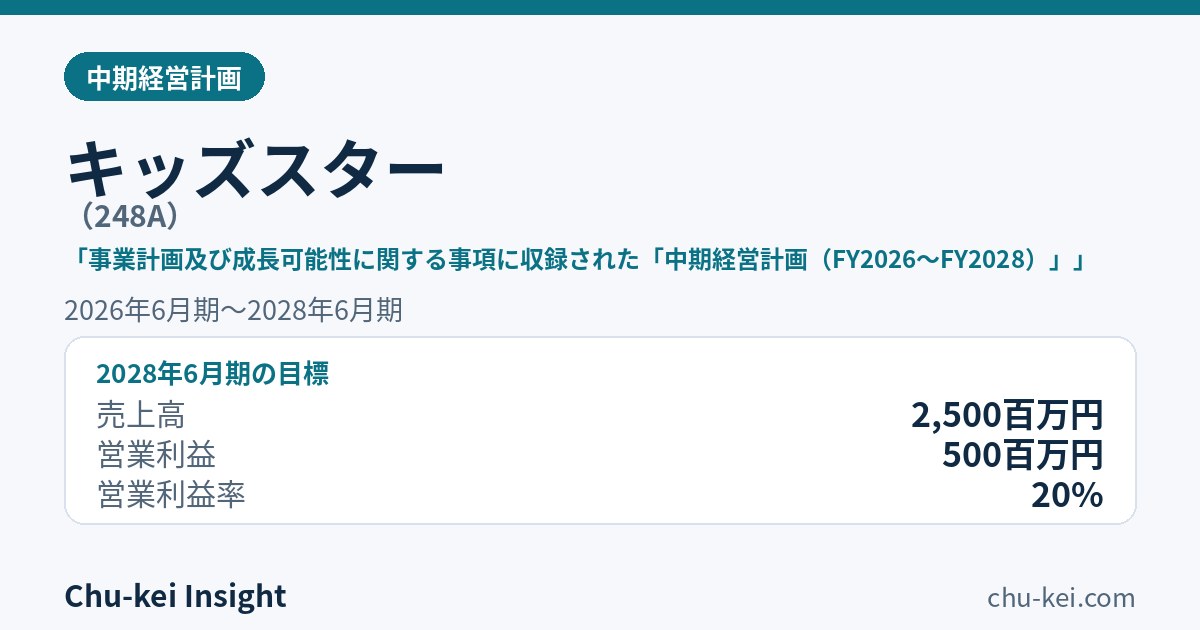 中期経営計画
キッズスター
（248A）
「事業計画及び成長可能性に関する事項に収録された「中期経営計画（FY2026～FY2028）」」
2026年6月期～2028年6月期
2028年6月期の目標
売上高 2,500百万円
営業利益 500百万円
営業利益率 20%
Chu-kei Insight chu-kei.com